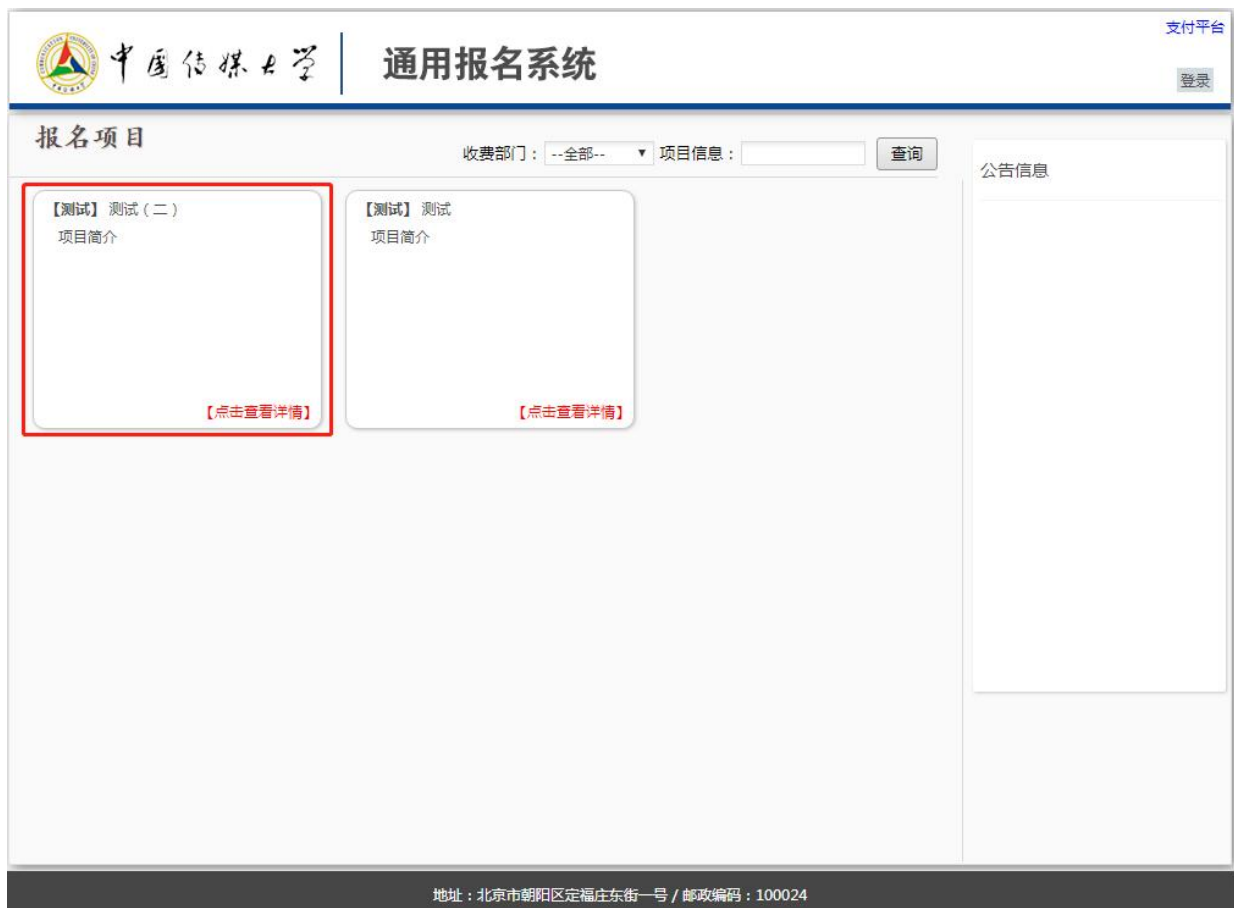 支付平台
中国传媒大学
通用报名系统
登录
报名项目
收费部门：--全部-- 项目信息： 查询
公告信息
【测试】测试（二）
项目简介
【点击查看详情】
【测试】测试
项目简介
【点击查看详情】
地址：北京市朝阳区定福庄东街一号 / 邮政编码：100024